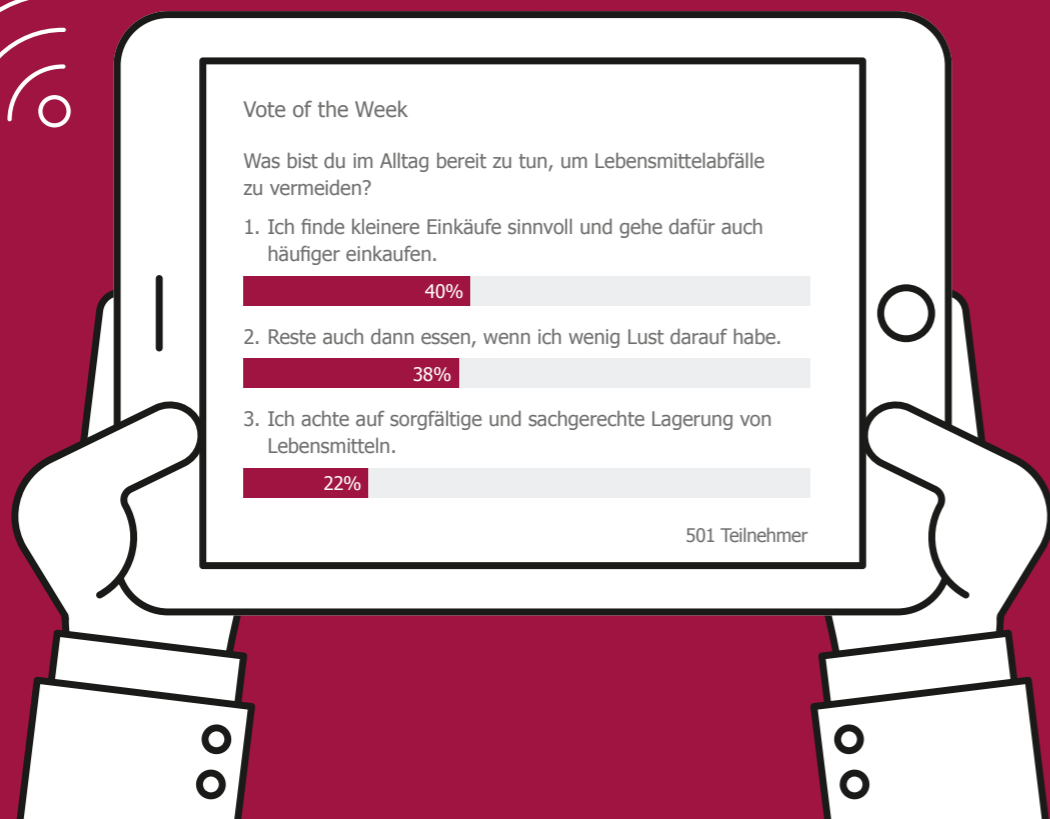 Vote of the Week
Was bist du im Alltag bereit zu tun, um Lebensmittelabfälle
zu vermeiden?
1. Ich finde kleinere Einkäufe sinnvoll und gehe dafür auch
häufiger einkaufen.
40%
2. Reste auch dann essen, wenn ich wenig Lust darauf habe.
38%
3. Ich achte auf sorgfältige und sachgerechte Lagerung von
Lebensmitteln.
22%
501 Teilnehmer